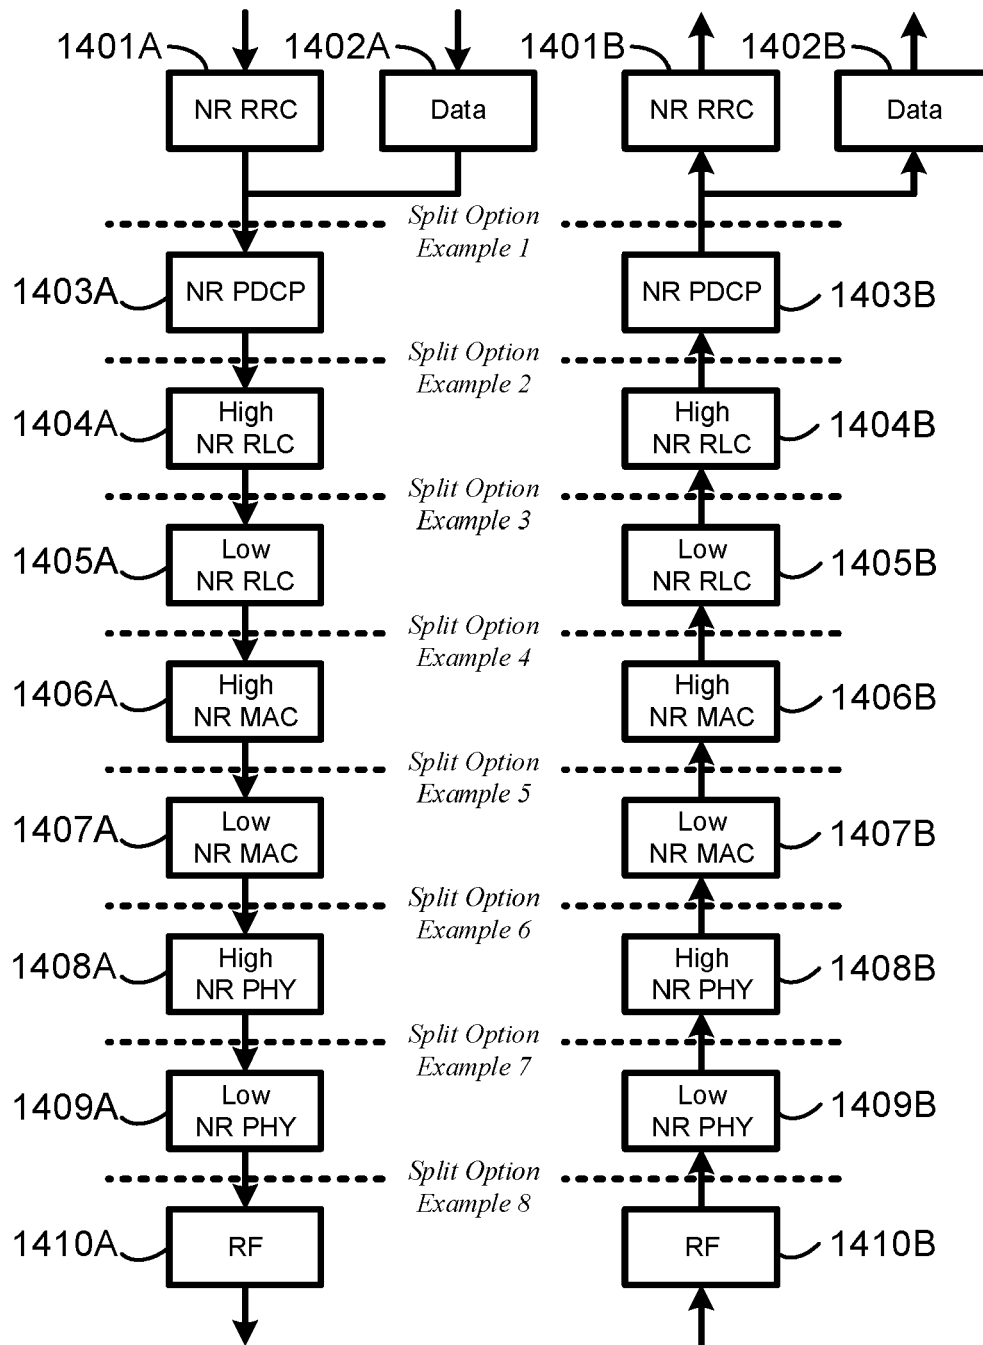 1401A
1402A
1401B
1402B
NR RRC
Data
NR RRC
Data
Split Option
Example 1
1403A
NR PDCP
NR PDCP
1403B
Split Option
Example 2
1404A
High
NR RLC
High
NR RLC
1404B
Split Option
Example 3
1405A
Low
NR RLC
Low
NR RLC
1405B
Split Option
Example 4
1406A
High
NR MAC
High
NR MAC
1406B
Split Option
Example 5
1407A
Low
NR MAC
Low
NR MAC
1407B
Split Option
Example 6
1408A
High
NR PHY
High
NR PHY
1408B
Split Option
Example 7
1409A
Low
NR PHY
Low
NR PHY
1409B
Split Option
Example 8
1410A
RF
RF
1410B